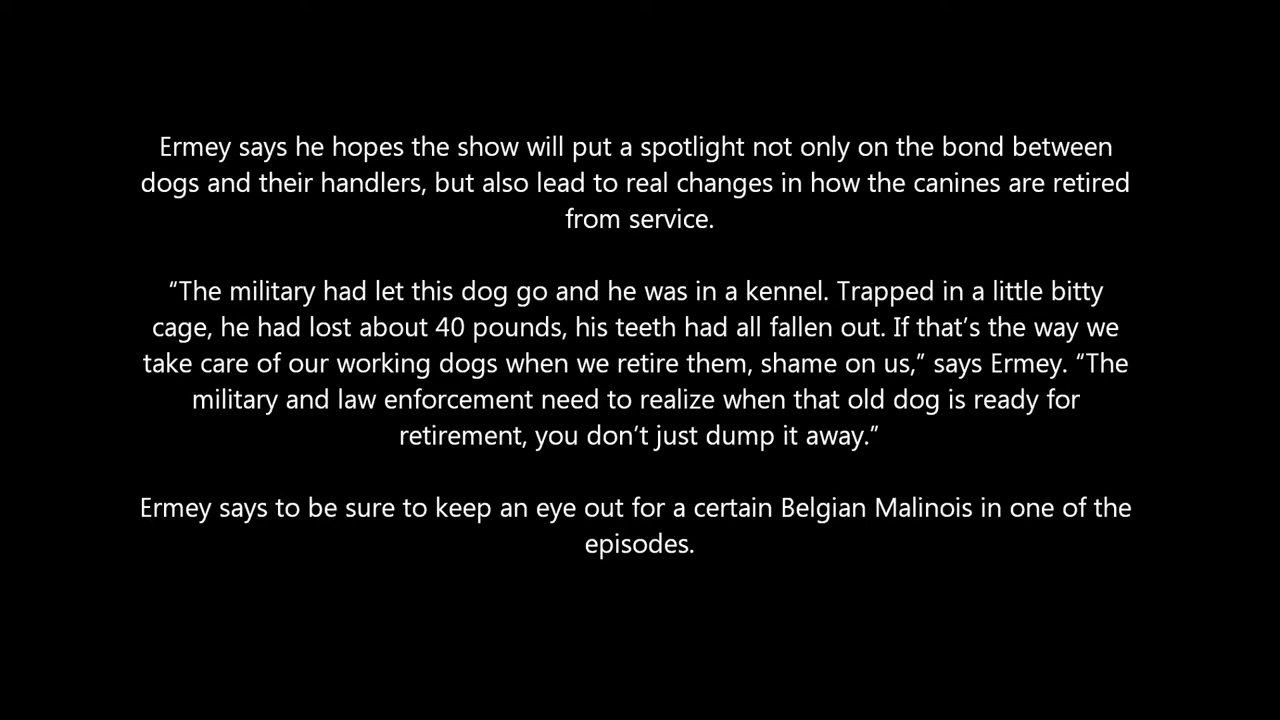 Ermey says he hopes the show will put a spotlight not only on the bond between
dogs and their handlers, but also lead to real changes in how the canines are retired
from service.
“The military had let this dog go and he was in a kennel. Trapped in a little bitty
cage, he had lost about 40 pounds, his teeth had all fallen out. If that’s the way we
take care of our working dogs when we retire them, shame on us,” says Ermey. “The
military and law enforcement need to realize when that old dog is ready for
retirement, you don’t just dump it away.”
Ermey says to be sure to keep an eye out for a certain Belgian Malinois in one of the
episodes.